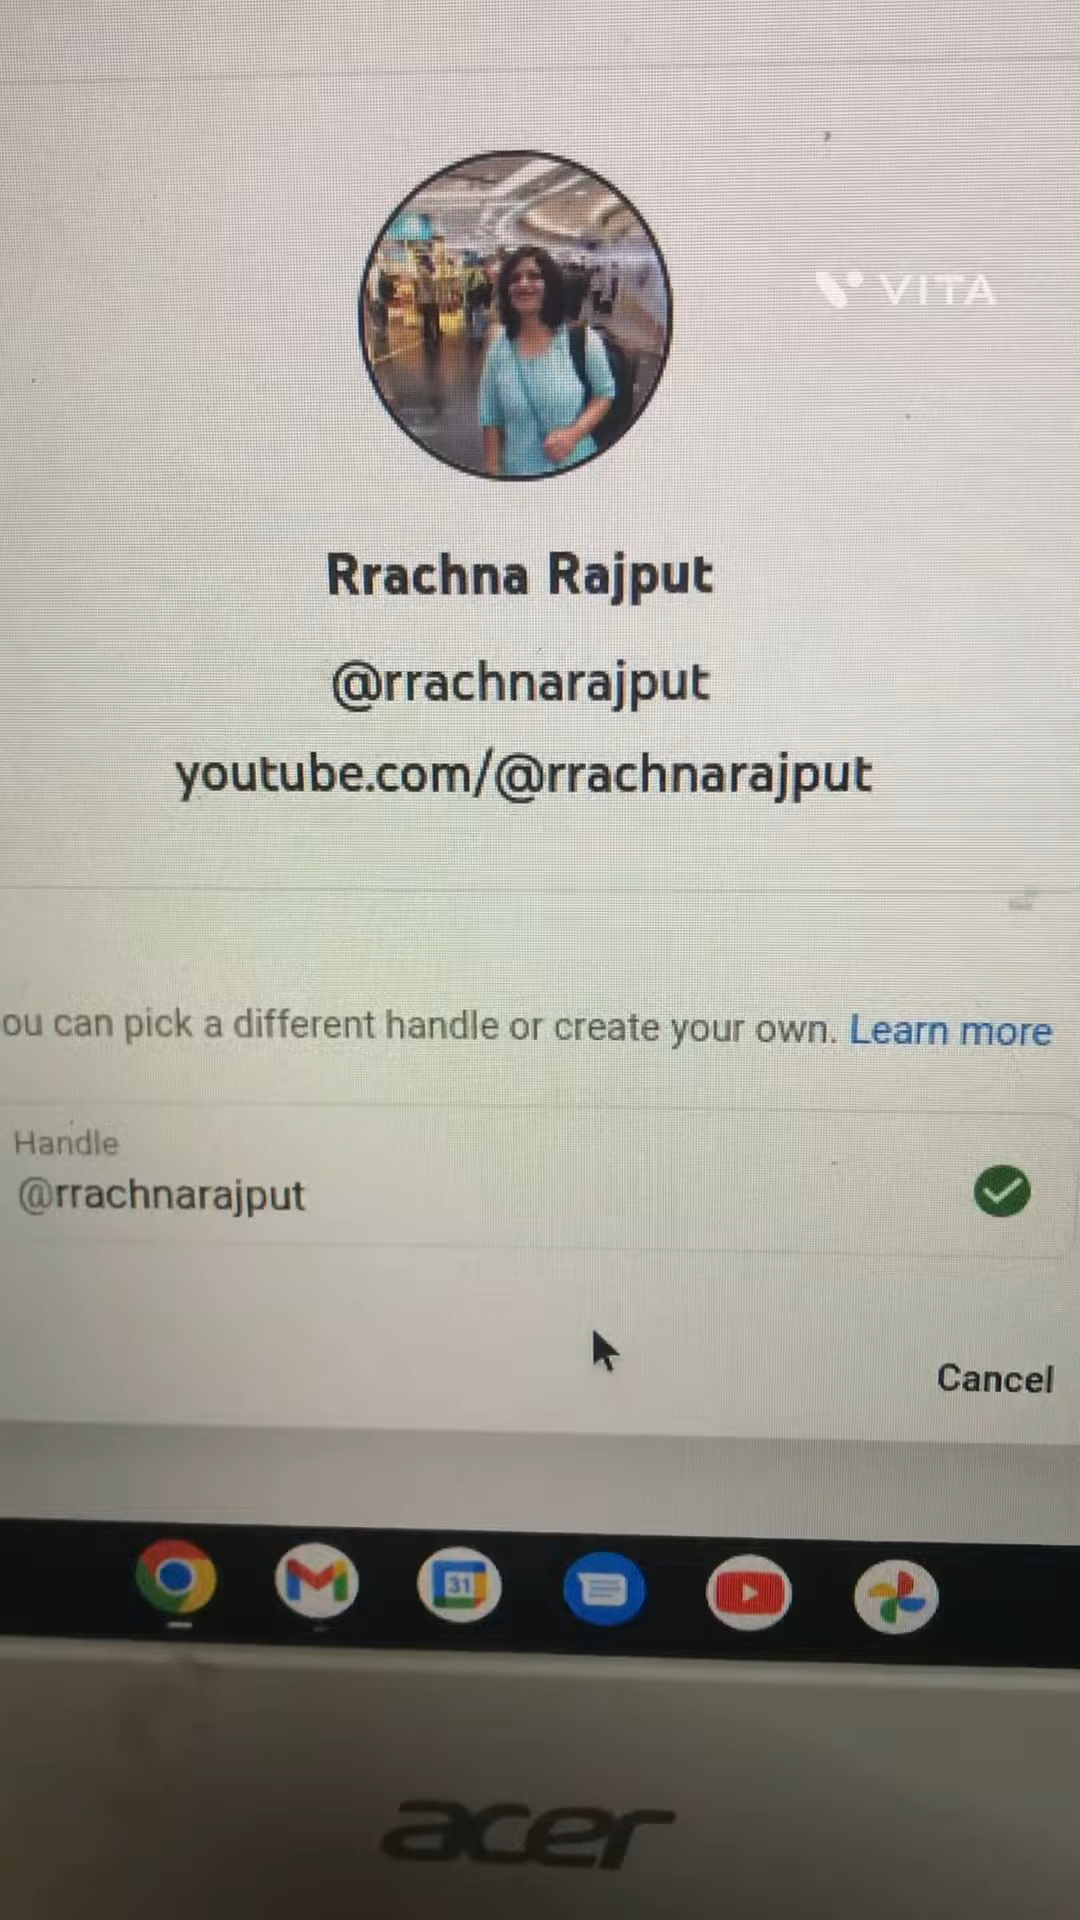 VITA
Rrachna Rajput
@rrachnarajput
youtube.com/@rrachnarajput
ou can pick a different handle or create your own. Learn more
Handle
@rrachnarajput
Cancel
31
acer